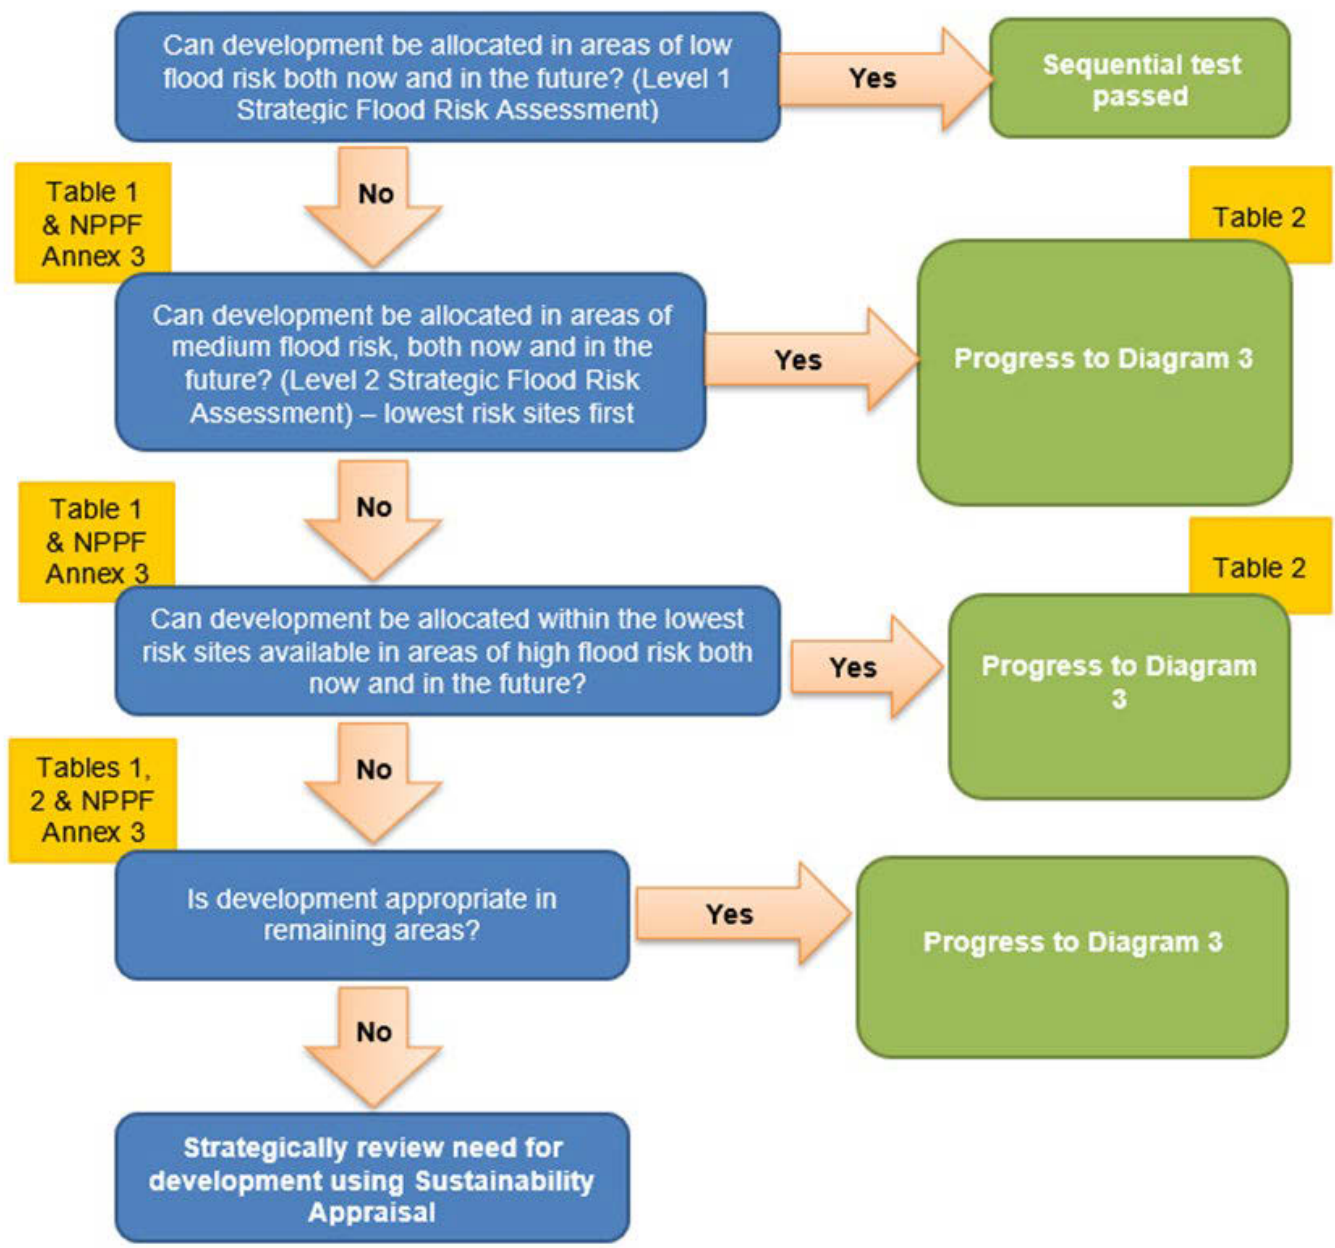 Can development be allocated in areas of low
flood risk both now and in the future? (Level 1
Strategic Flood Risk Assessment)
Yes
Sequential test
passed
No
Table 1
& NPPF
Annex 3
Table 2
Can development be allocated in areas of
medium flood risk, both now and in the
future? (Level 2 Strategic Flood Risk
Assessment) – lowest risk sites first
Yes
Progress to Diagram 3
No
Table 1
& NPPF
Annex 3
Table 2
Can development be allocated within the lowest
risk sites available in areas of high flood risk both
now and in the future?
Yes
Progress to Diagram
3
No
Tables 1,
2 & NPPF
Annex 3
Is development appropriate in
remaining areas?
Yes
Progress to Diagram 3
No
Strategically review need for
development using Sustainability
Appraisal